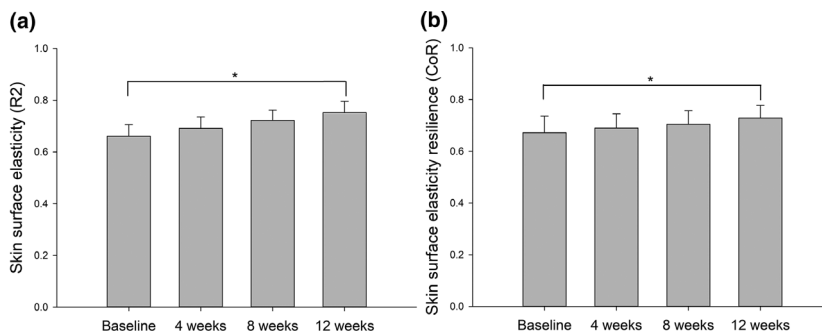 (a)
Skin surface elasticity (R2)
1.0
0.8
0.6
0.4
0.2
0.0
*
Baseline 4 weeks 8 weeks 12 weeks
(b)
Skin surface elasticity resilience (CoR)
1.0
0.8
0.6
0.4
0.2
0.0
*
Baseline 4 weeks 8 weeks 12 weeks